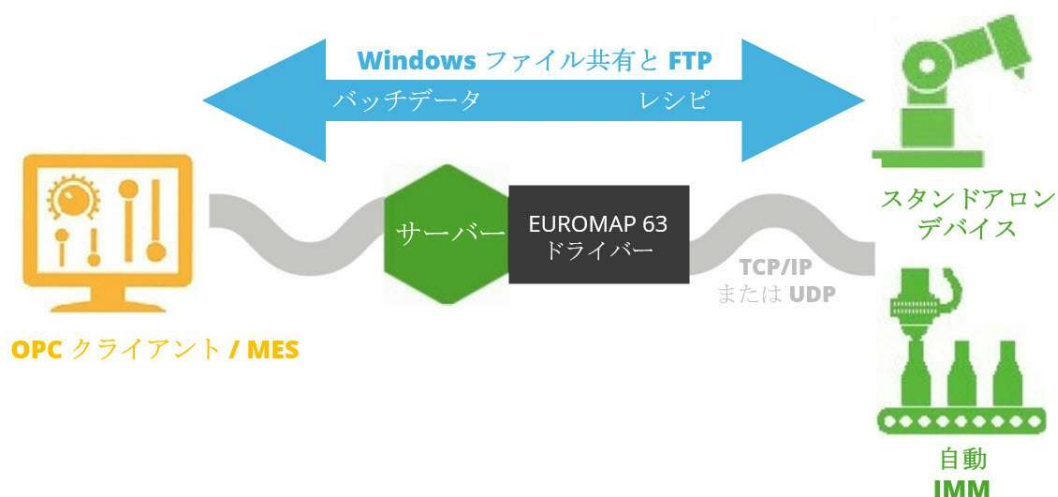 Windows ファイル共有と FTP
バッチデータ レシピ
サーバー
EUROMAP 63
ドライバー
TCP/IP
または UDP
スタンドアロン
デバイス
OPC クライアント / MES
自動
IMM